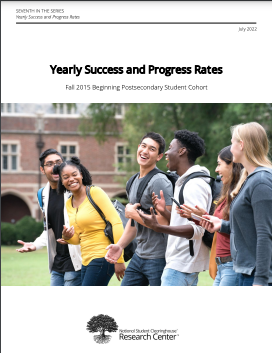 SEVENTH IN THE SERIES
Yearly Success and Progress Rates
July 2022
Yearly Success and Progress Rates
Fall 2015 Beginning Postsecondary Student Cohort
National Student Clearinghouse®
Research Center™